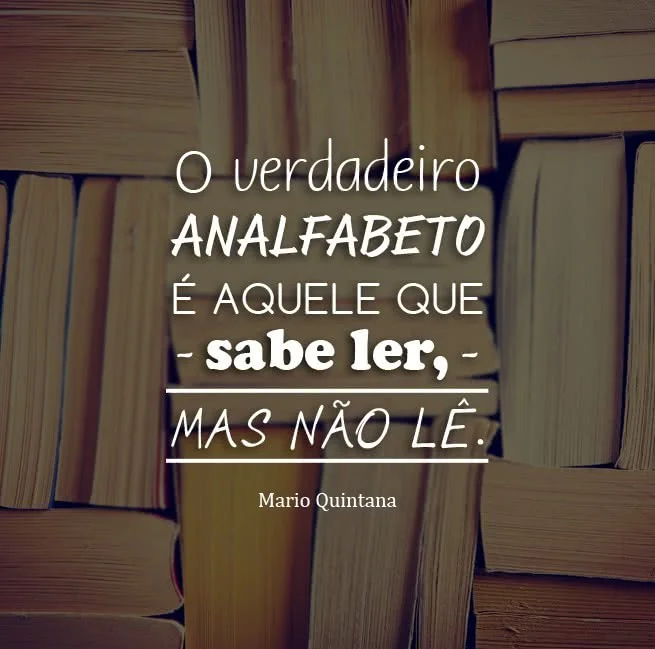 O verdadeiro
ANALFABETO
É AQUELE QUE
- sabe ler, -
MAS NÃO LÊ.
Mario Quintana